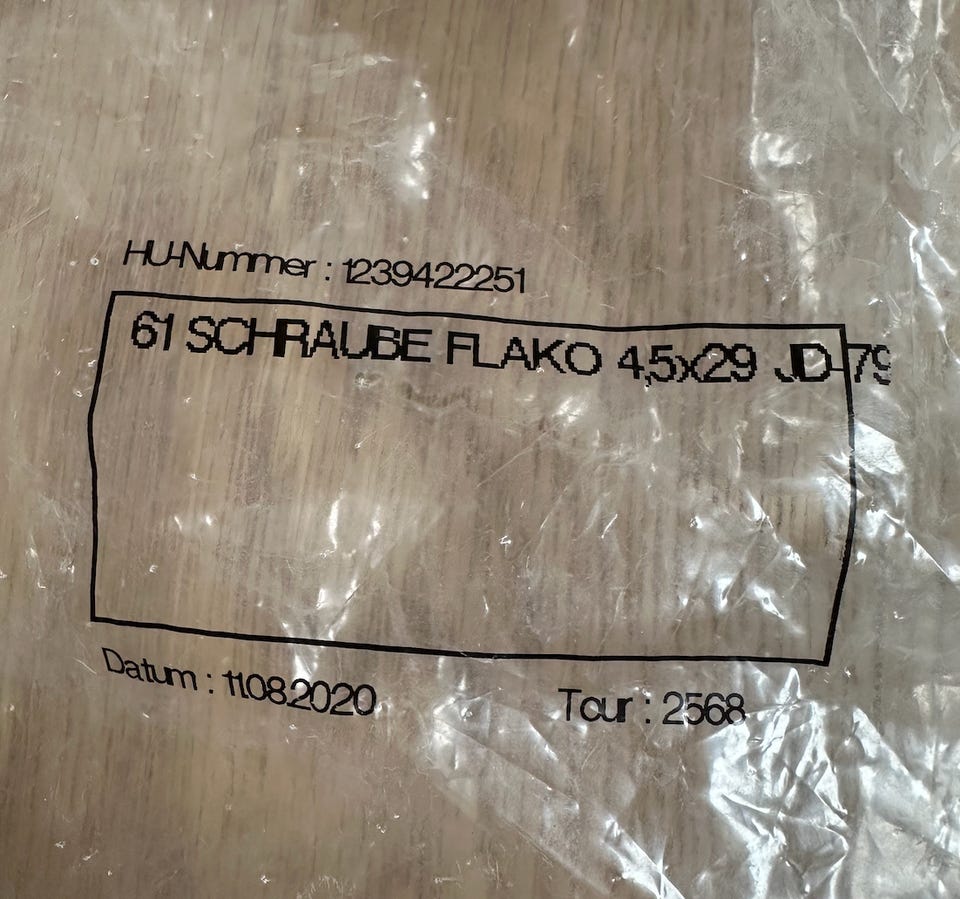 HU-Nummer : 1239422251
61 SCHRAUBE FLAKO 4,5x29 JD-79
Datum : 11.08.2020
Tour : 2568